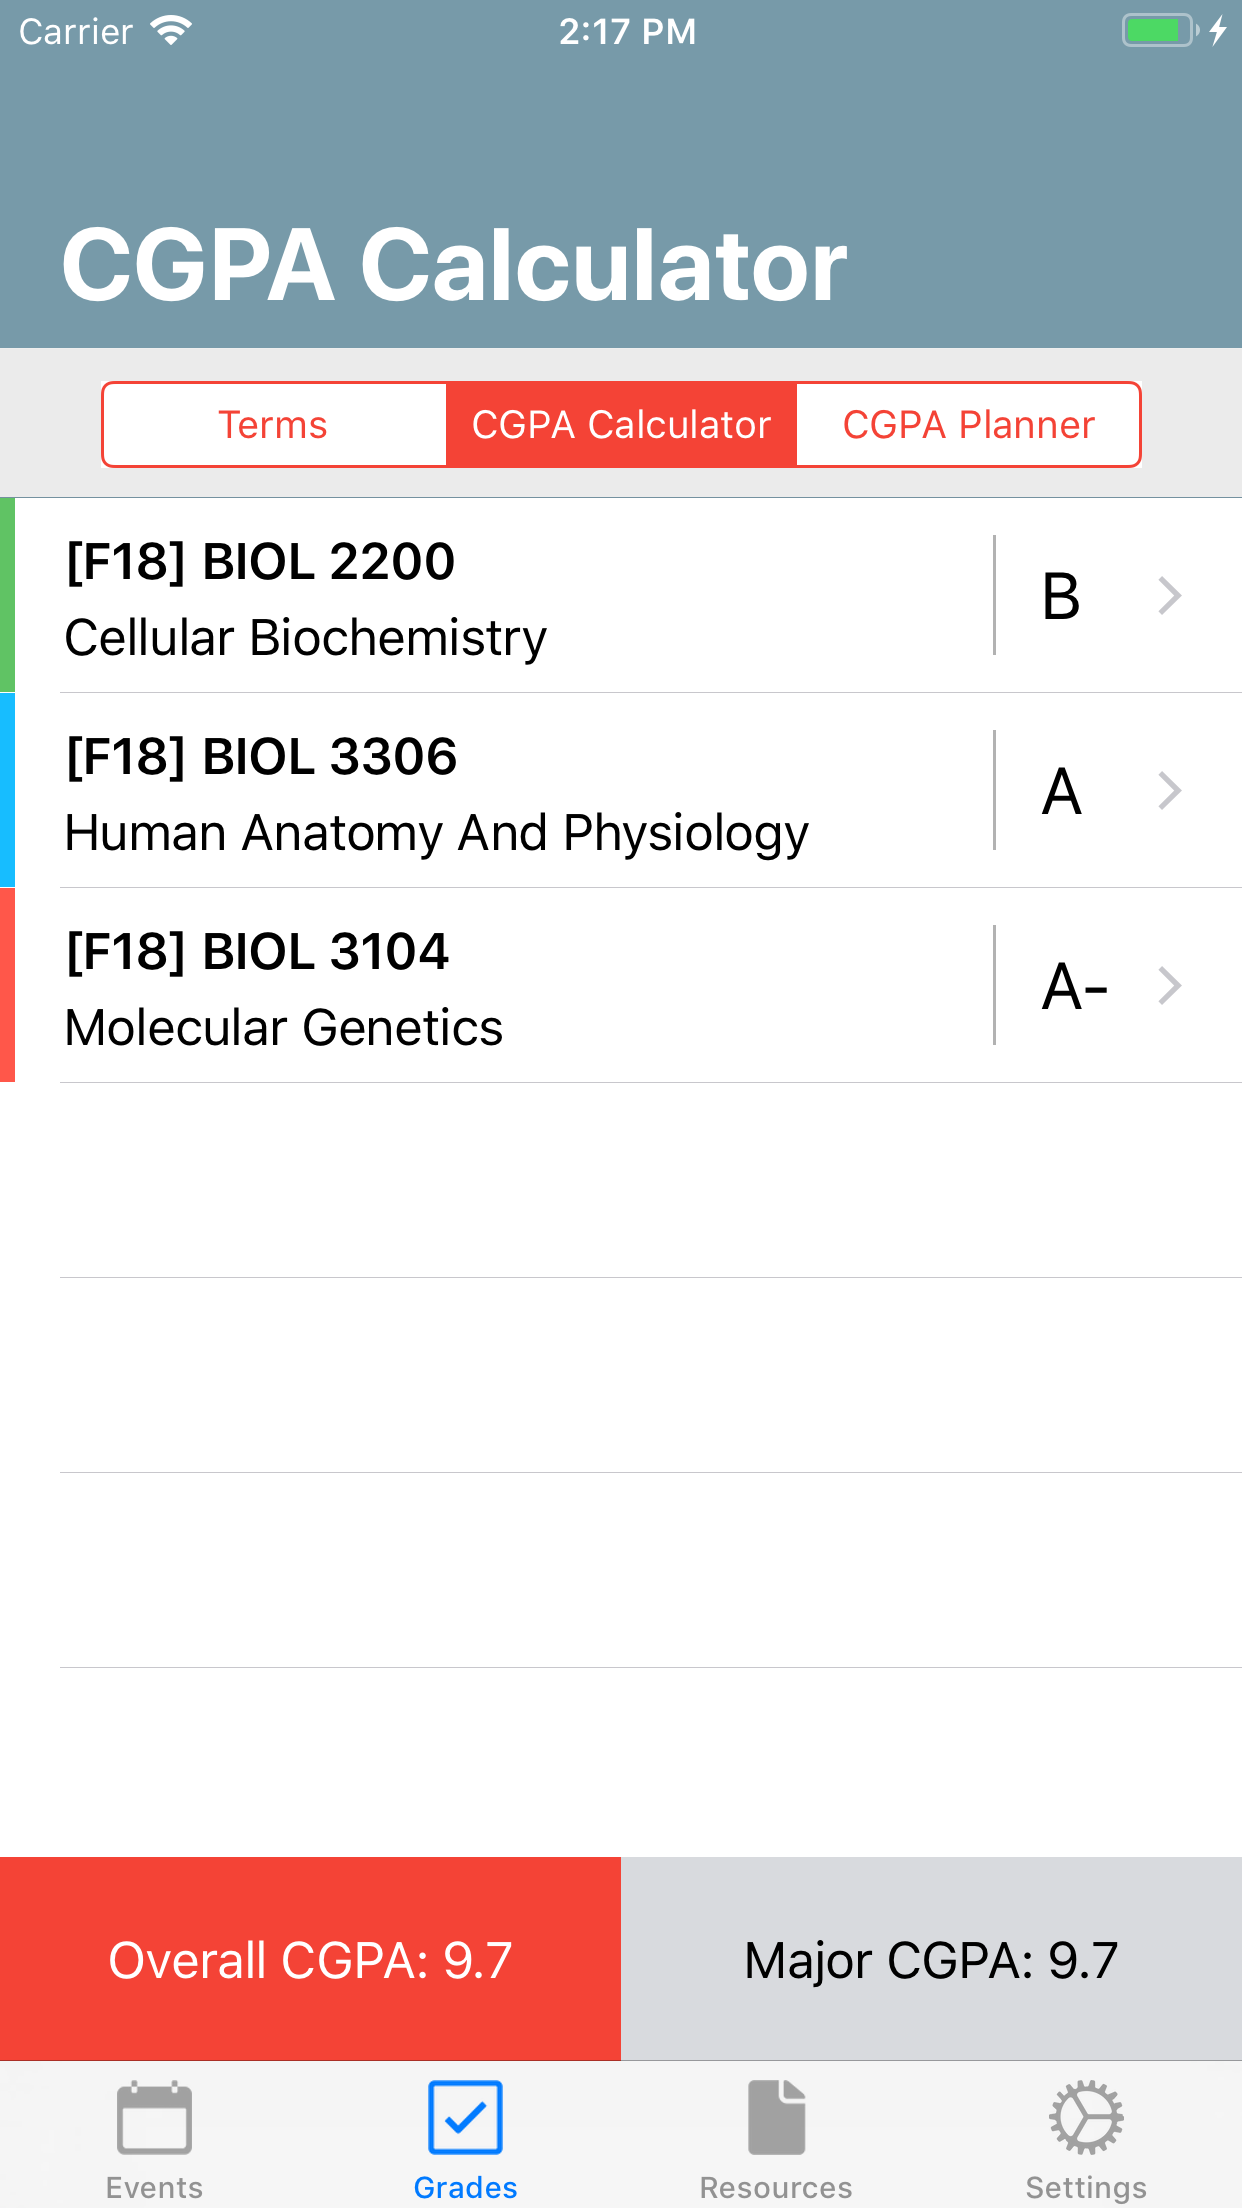 Carrier 2:17 PM
CGPA Calculator
Terms CGPA Calculator CGPA Planner
[F18] BIOL 2200
Cellular Biochemistry
B
[F18] BIOL 3306
Human Anatomy And Physiology
A
[F18] BIOL 3104
Molecular Genetics
A-
Overall CGPA: 9.7 Major CGPA: 9.7
Events Grades Resources Settings